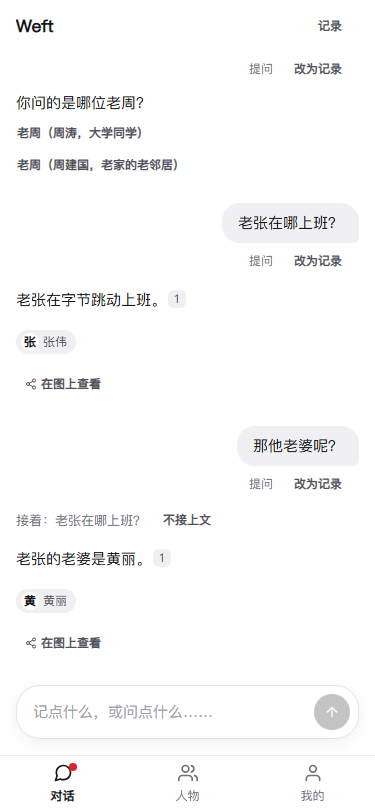 Weft
记录
提问 改为记录
你问的是哪位老周？
老周（周涛，大学同学）
老周（周建国，老家的老邻居）
老张在哪上班？
提问 改为记录
老张在字节跳动上班。 1
张 张伟
在图上查看
那他老婆呢？
提问 改为记录
接着：老张在哪上班？ 不接上文
老张的老婆是黄丽。 1
黄 黄丽
在图上查看
记点什么，或问点什么……
对话 人物 我的